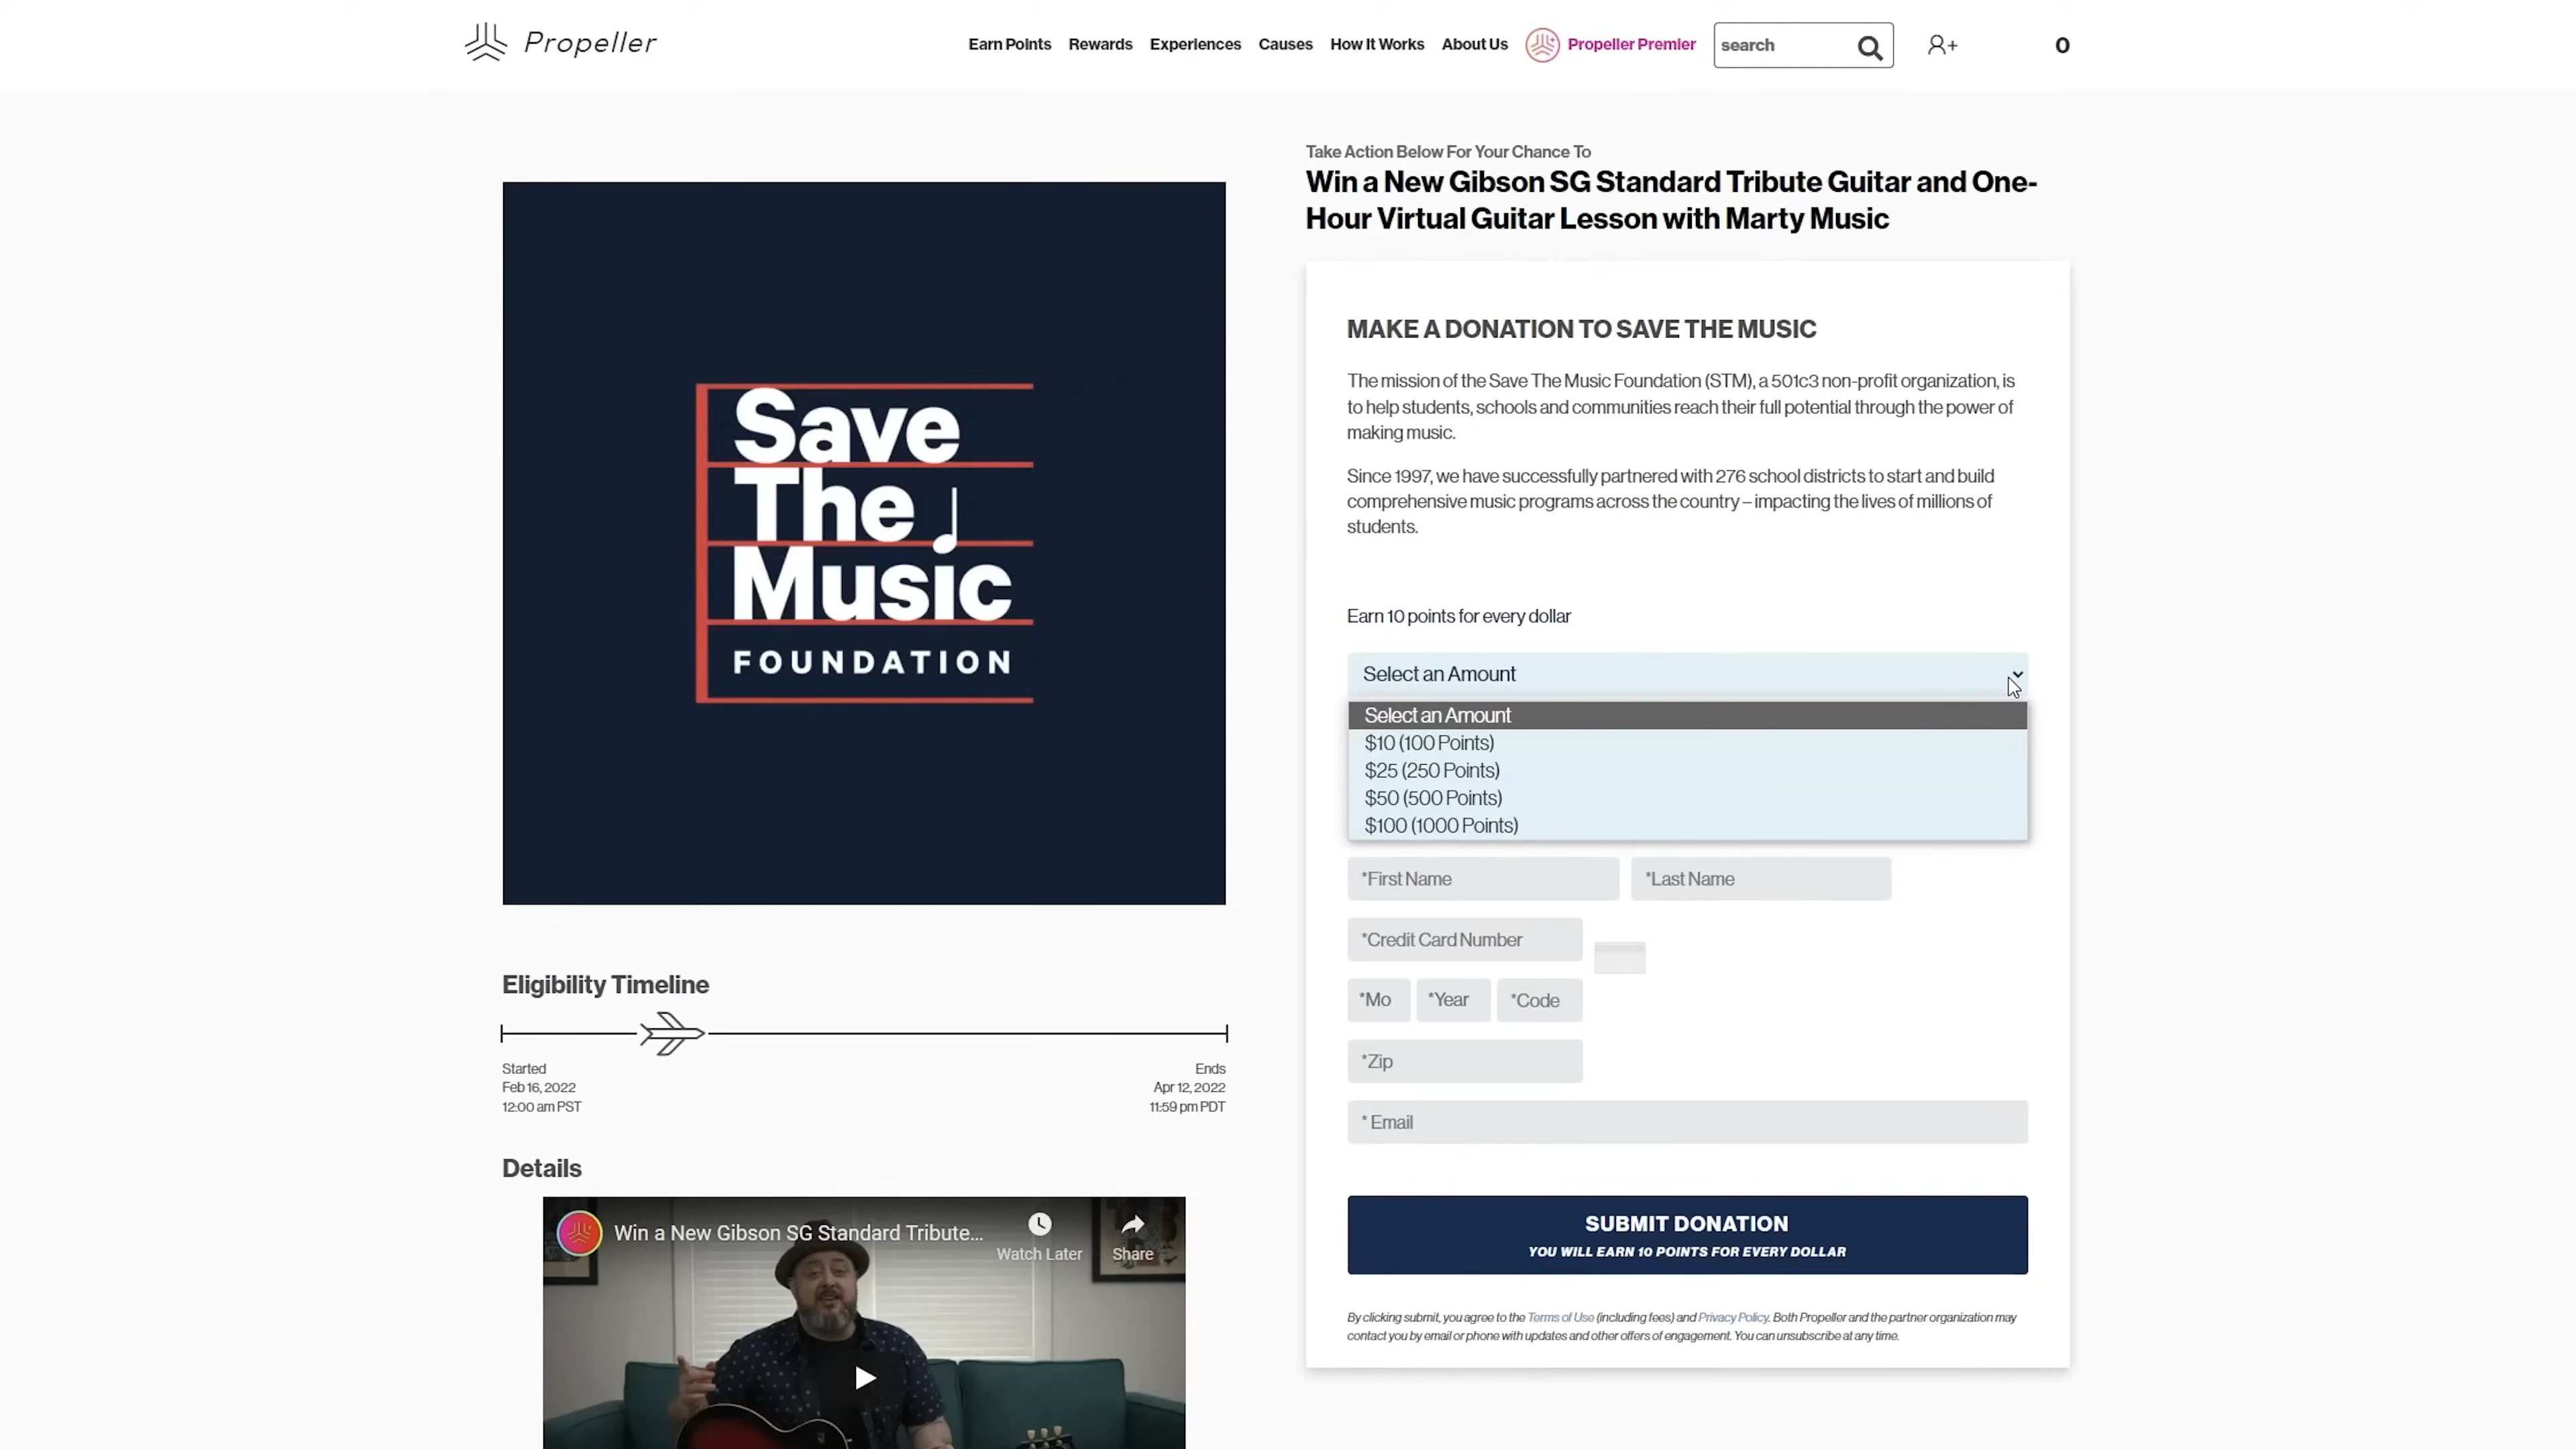 Propeller
Earn Points
Rewards
Experiences
Causes
How It Works
About Us
Propeller Premier
search
0
Take Action Below For Your Chance To
Win a New Gibson SG Standard Tribute Guitar and One-
Hour Virtual Guitar Lesson with Marty Music
Save
The
Music
FOUNDATION
MAKE A DONATION TO SAVE THE MUSIC
The mission of the Save The Music Foundation (STM), a 501c3 non-profit organization, is
to help students, schools and communities reach their full potential through the power of
making music.
Since 1997, we have successfully partnered with 276 school districts to start and build
comprehensive music programs across the country – impacting the lives of millions of
students.
Earn 10 points for every dollar
Select an Amount
Select an Amount
$10 (100 Points)
$25 (250 Points)
$50 (500 Points)
$100 (1000 Points)
*First Name
*Last Name
*Credit Card Number
*Mo
*Year
*Code
*Zip
* Email
SUBMIT DONATION
YOU WILL EARN 10 POINTS FOR EVERY DOLLAR
By clicking submit, you agree to the Terms of Use (including fees) and Privacy Policy. Both Propeller and the partner organization may
contact you by email or phone with updates and other offers of engagement. You can unsubscribe at any time.
Eligibility Timeline
Started
Feb 16, 2022
12:00 am PST
Ends
Apr 12, 2022
11:59 pm PDT
Details
Win a New Gibson SG Standard Tribute...
Watch Later
Share